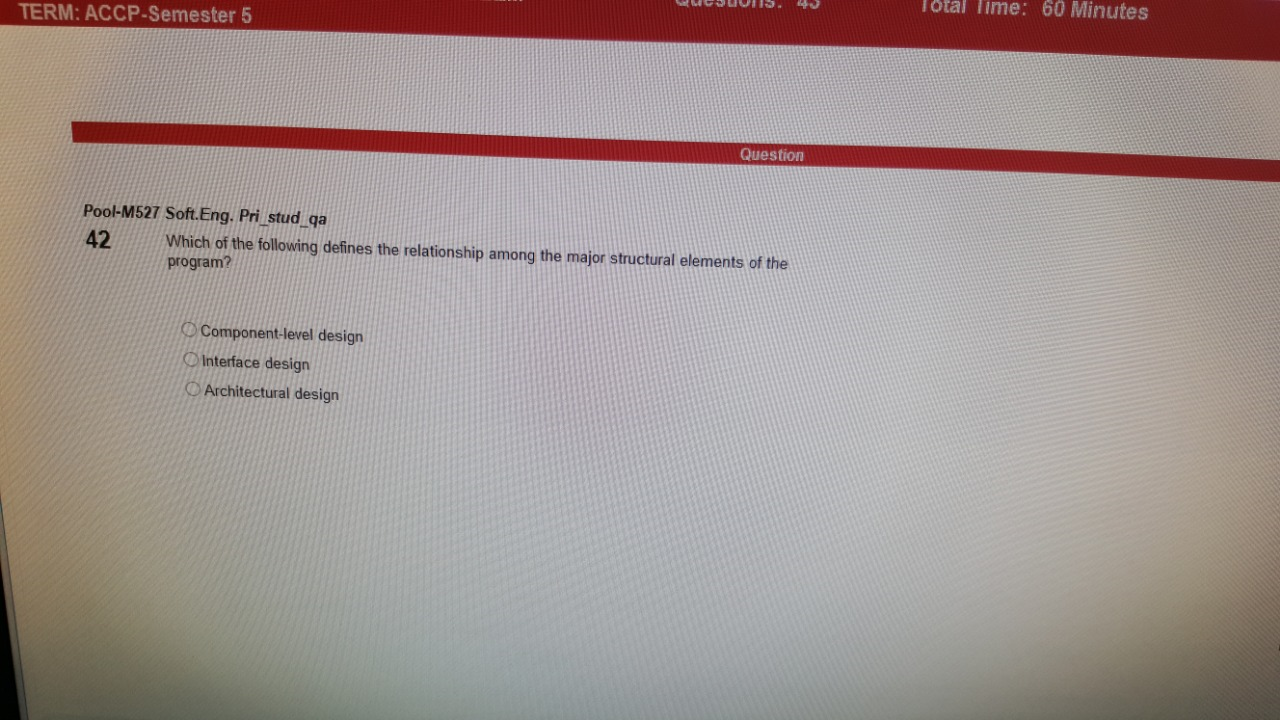 TERM: ACCP-Semester 5
Questions: 45
Total Time: 60 Minutes
Question
Pool-M527 Soft.Eng. Pri_stud_qa
42
Which of the following defines the relationship among the major structural elements of the
program?
Component-level design
Interface design
Architectural design